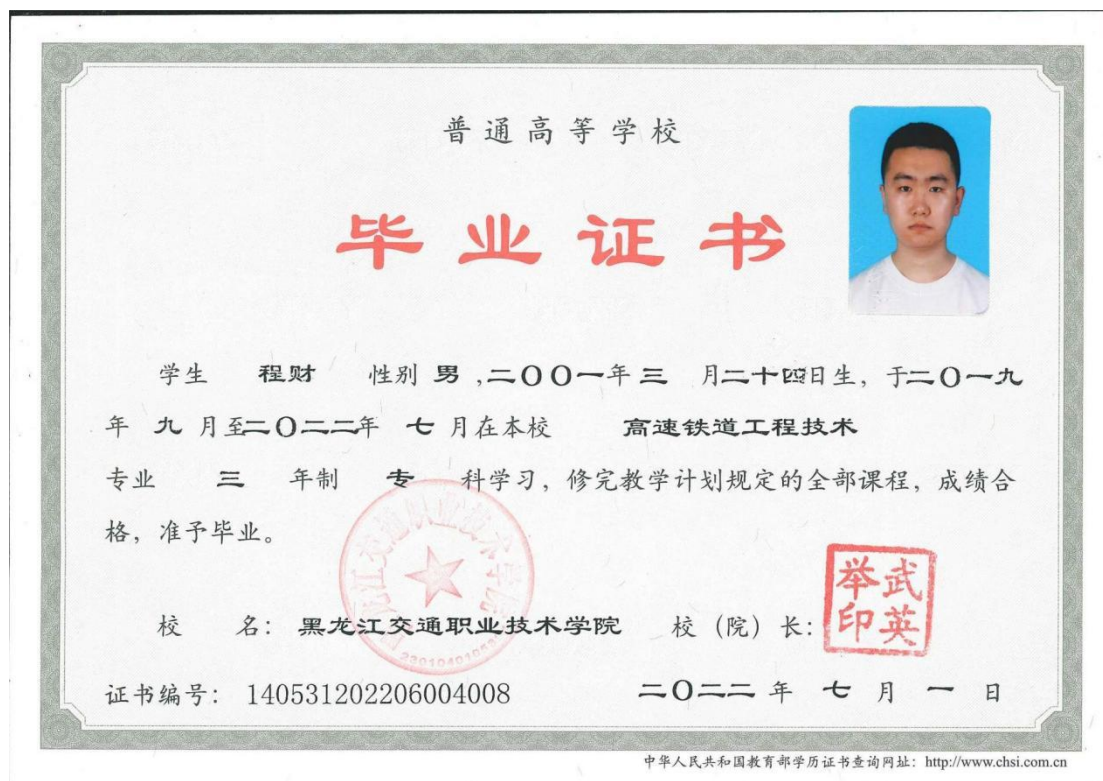 普通高等学校
毕业证书
学生 程财 性别 男 ,二〇〇一年 三 月二十四日生，于二〇一九
年 九 月至二〇二二年 七 月在本校 高速铁道工程技术
专业 三 年制 专 科学习，修完教学计划规定的全部课程，成绩合
格，准予毕业。
校 名：黑龙江交通职业技术学院 校（院）长：
武英举印
证书编号：140531202206004008 二〇二二 年 七 月 一 日
中华人民共和国教育部学历证书查询网址：http://www.chsi.com.cn